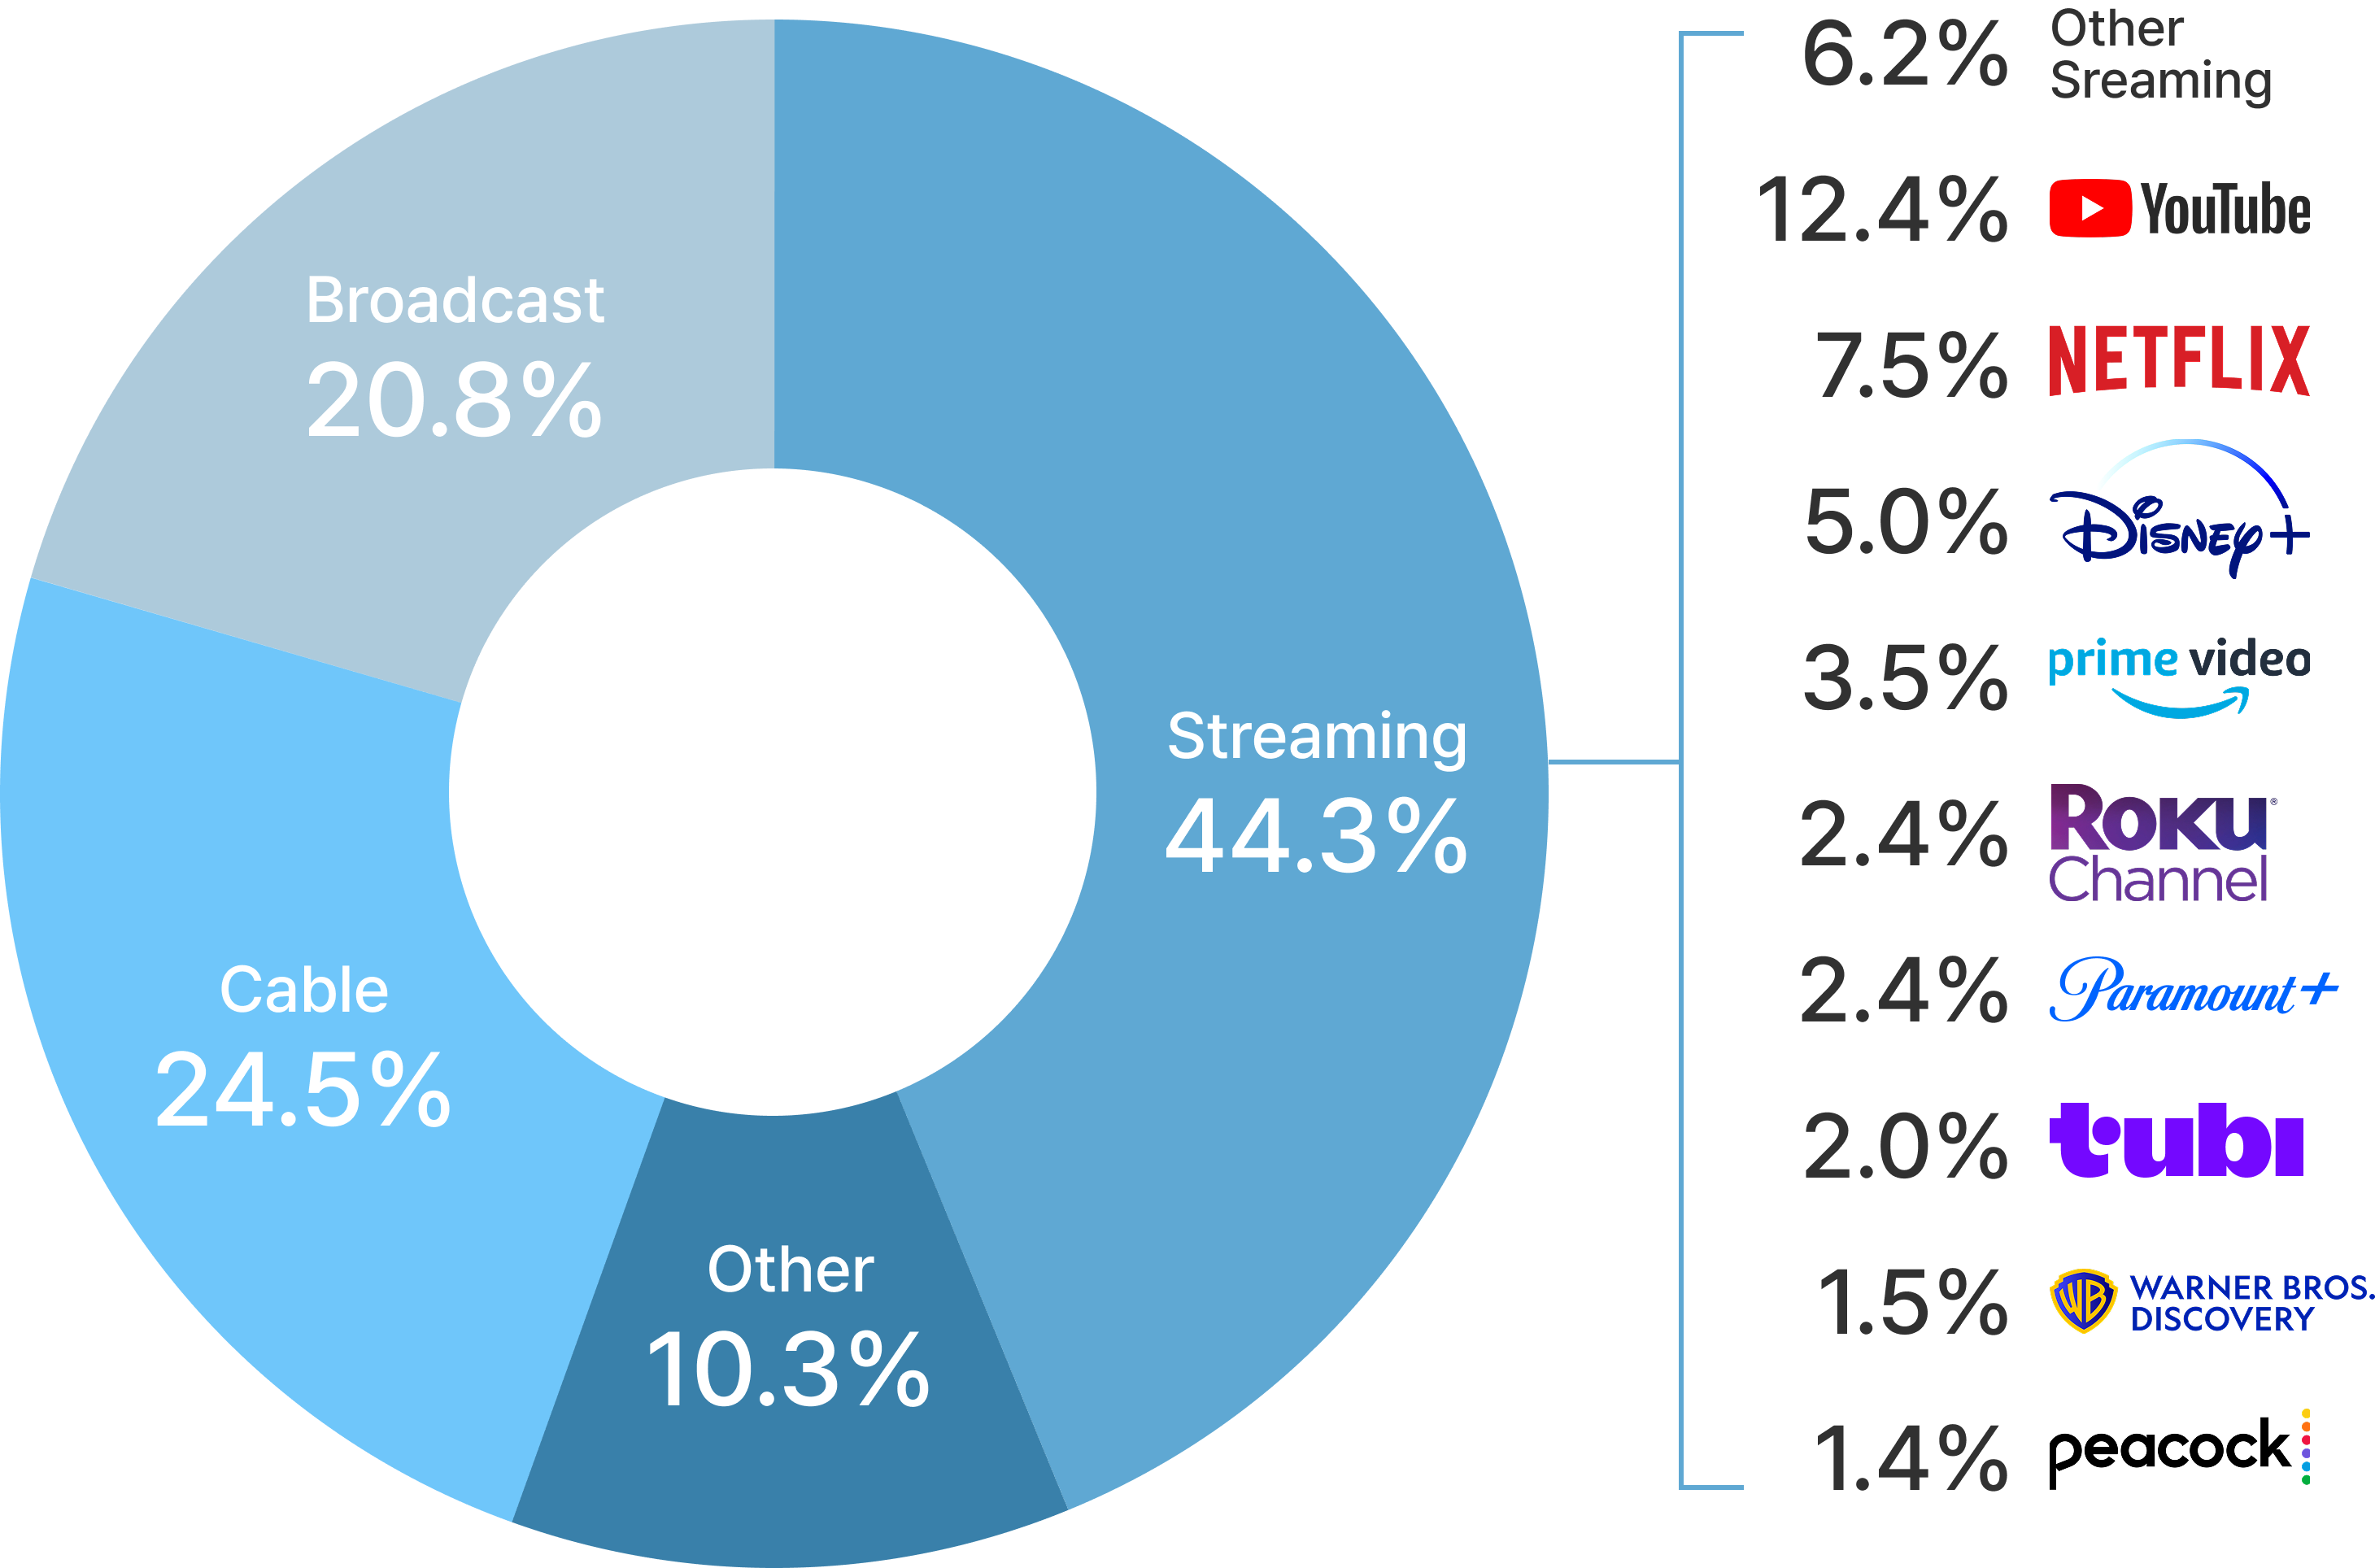 Broadcast
20.8%
Streaming
44.3%
Cable
24.5%
Other
10.3%
6.2% Other
Sreaming
12.4% YouTube
7.5% NETFLIX
5.0% Disney+
3.5% prime video
2.4% ROKU®
Channel
2.4% Paramount+
2.0% tubi
1.5% WB WARNER BROS.
DISCOVERY
1.4% peacock